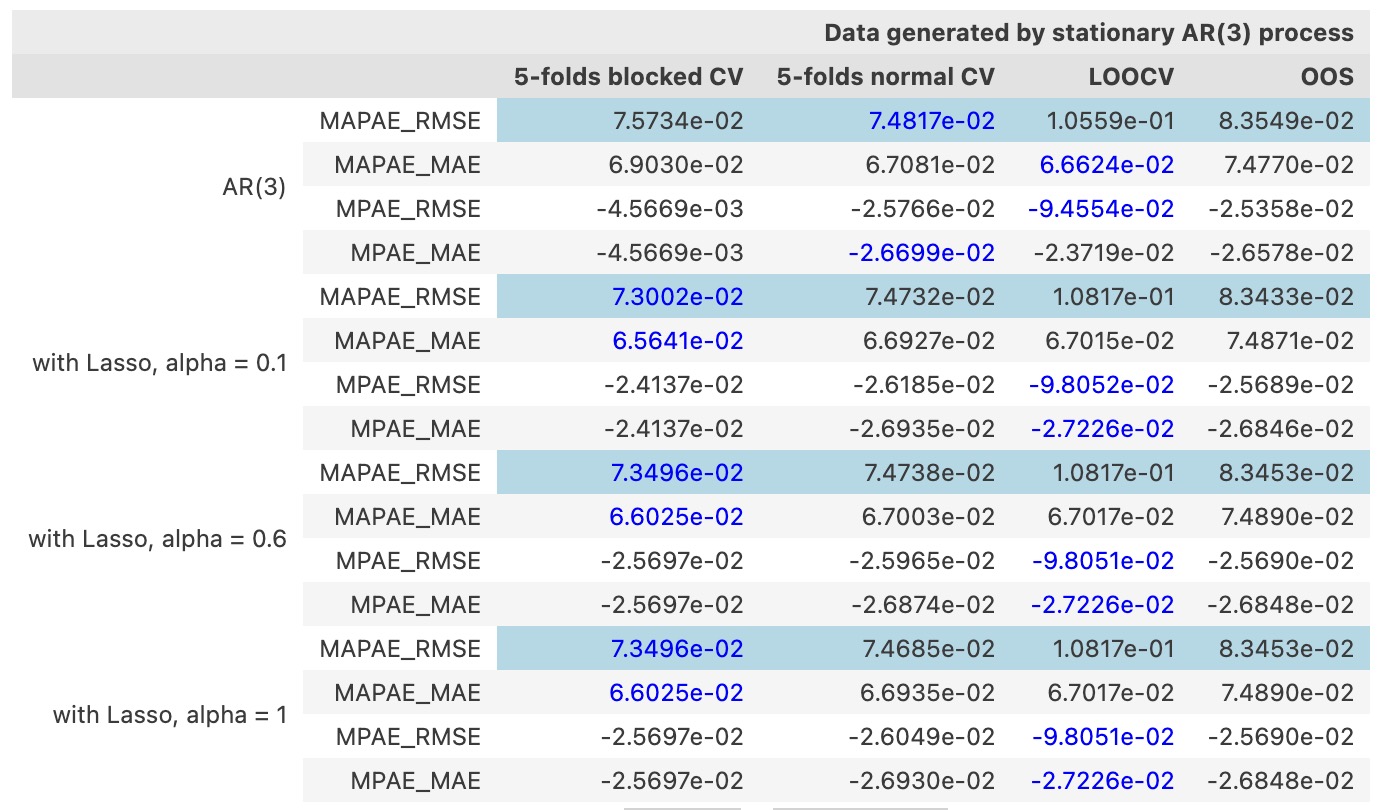 Data generated by stationary AR(3) process
5-folds blocked CV 5-folds normal CV LOOCV OOS
AR(3)
MAPAE_RMSE 7.5734e-02 7.4817e-02 1.0559e-01 8.3549e-02
MAPAE_MAE 6.9030e-02 6.7081e-02 6.6624e-02 7.4770e-02
MPAE_RMSE -4.5669e-03 -2.5766e-02 -9.4554e-02 -2.5358e-02
MPAE_MAE -4.5669e-03 -2.6699e-02 -2.3719e-02 -2.6578e-02
with Lasso, alpha = 0.1
MAPAE_RMSE 7.3002e-02 7.4732e-02 1.0817e-01 8.3433e-02
MAPAE_MAE 6.5641e-02 6.6927e-02 6.7015e-02 7.4871e-02
MPAE_RMSE -2.4137e-02 -2.6185e-02 -9.8052e-02 -2.5689e-02
MPAE_MAE -2.4137e-02 -2.6935e-02 -2.7226e-02 -2.6846e-02
with Lasso, alpha = 0.6
MAPAE_RMSE 7.3496e-02 7.4738e-02 1.0817e-01 8.3453e-02
MAPAE_MAE 6.6025e-02 6.7003e-02 6.7017e-02 7.4890e-02
MPAE_RMSE -2.5697e-02 -2.5965e-02 -9.8051e-02 -2.5690e-02
MPAE_MAE -2.5697e-02 -2.6874e-02 -2.7226e-02 -2.6848e-02
with Lasso, alpha = 1
MAPAE_RMSE 7.3496e-02 7.4685e-02 1.0817e-01 8.3453e-02
MAPAE_MAE 6.6025e-02 6.6935e-02 6.7017e-02 7.4890e-02
MPAE_RMSE -2.5697e-02 -2.6049e-02 -9.8051e-02 -2.5690e-02
MPAE_MAE -2.5697e-02 -2.6930e-02 -2.7226e-02 -2.6848e-02